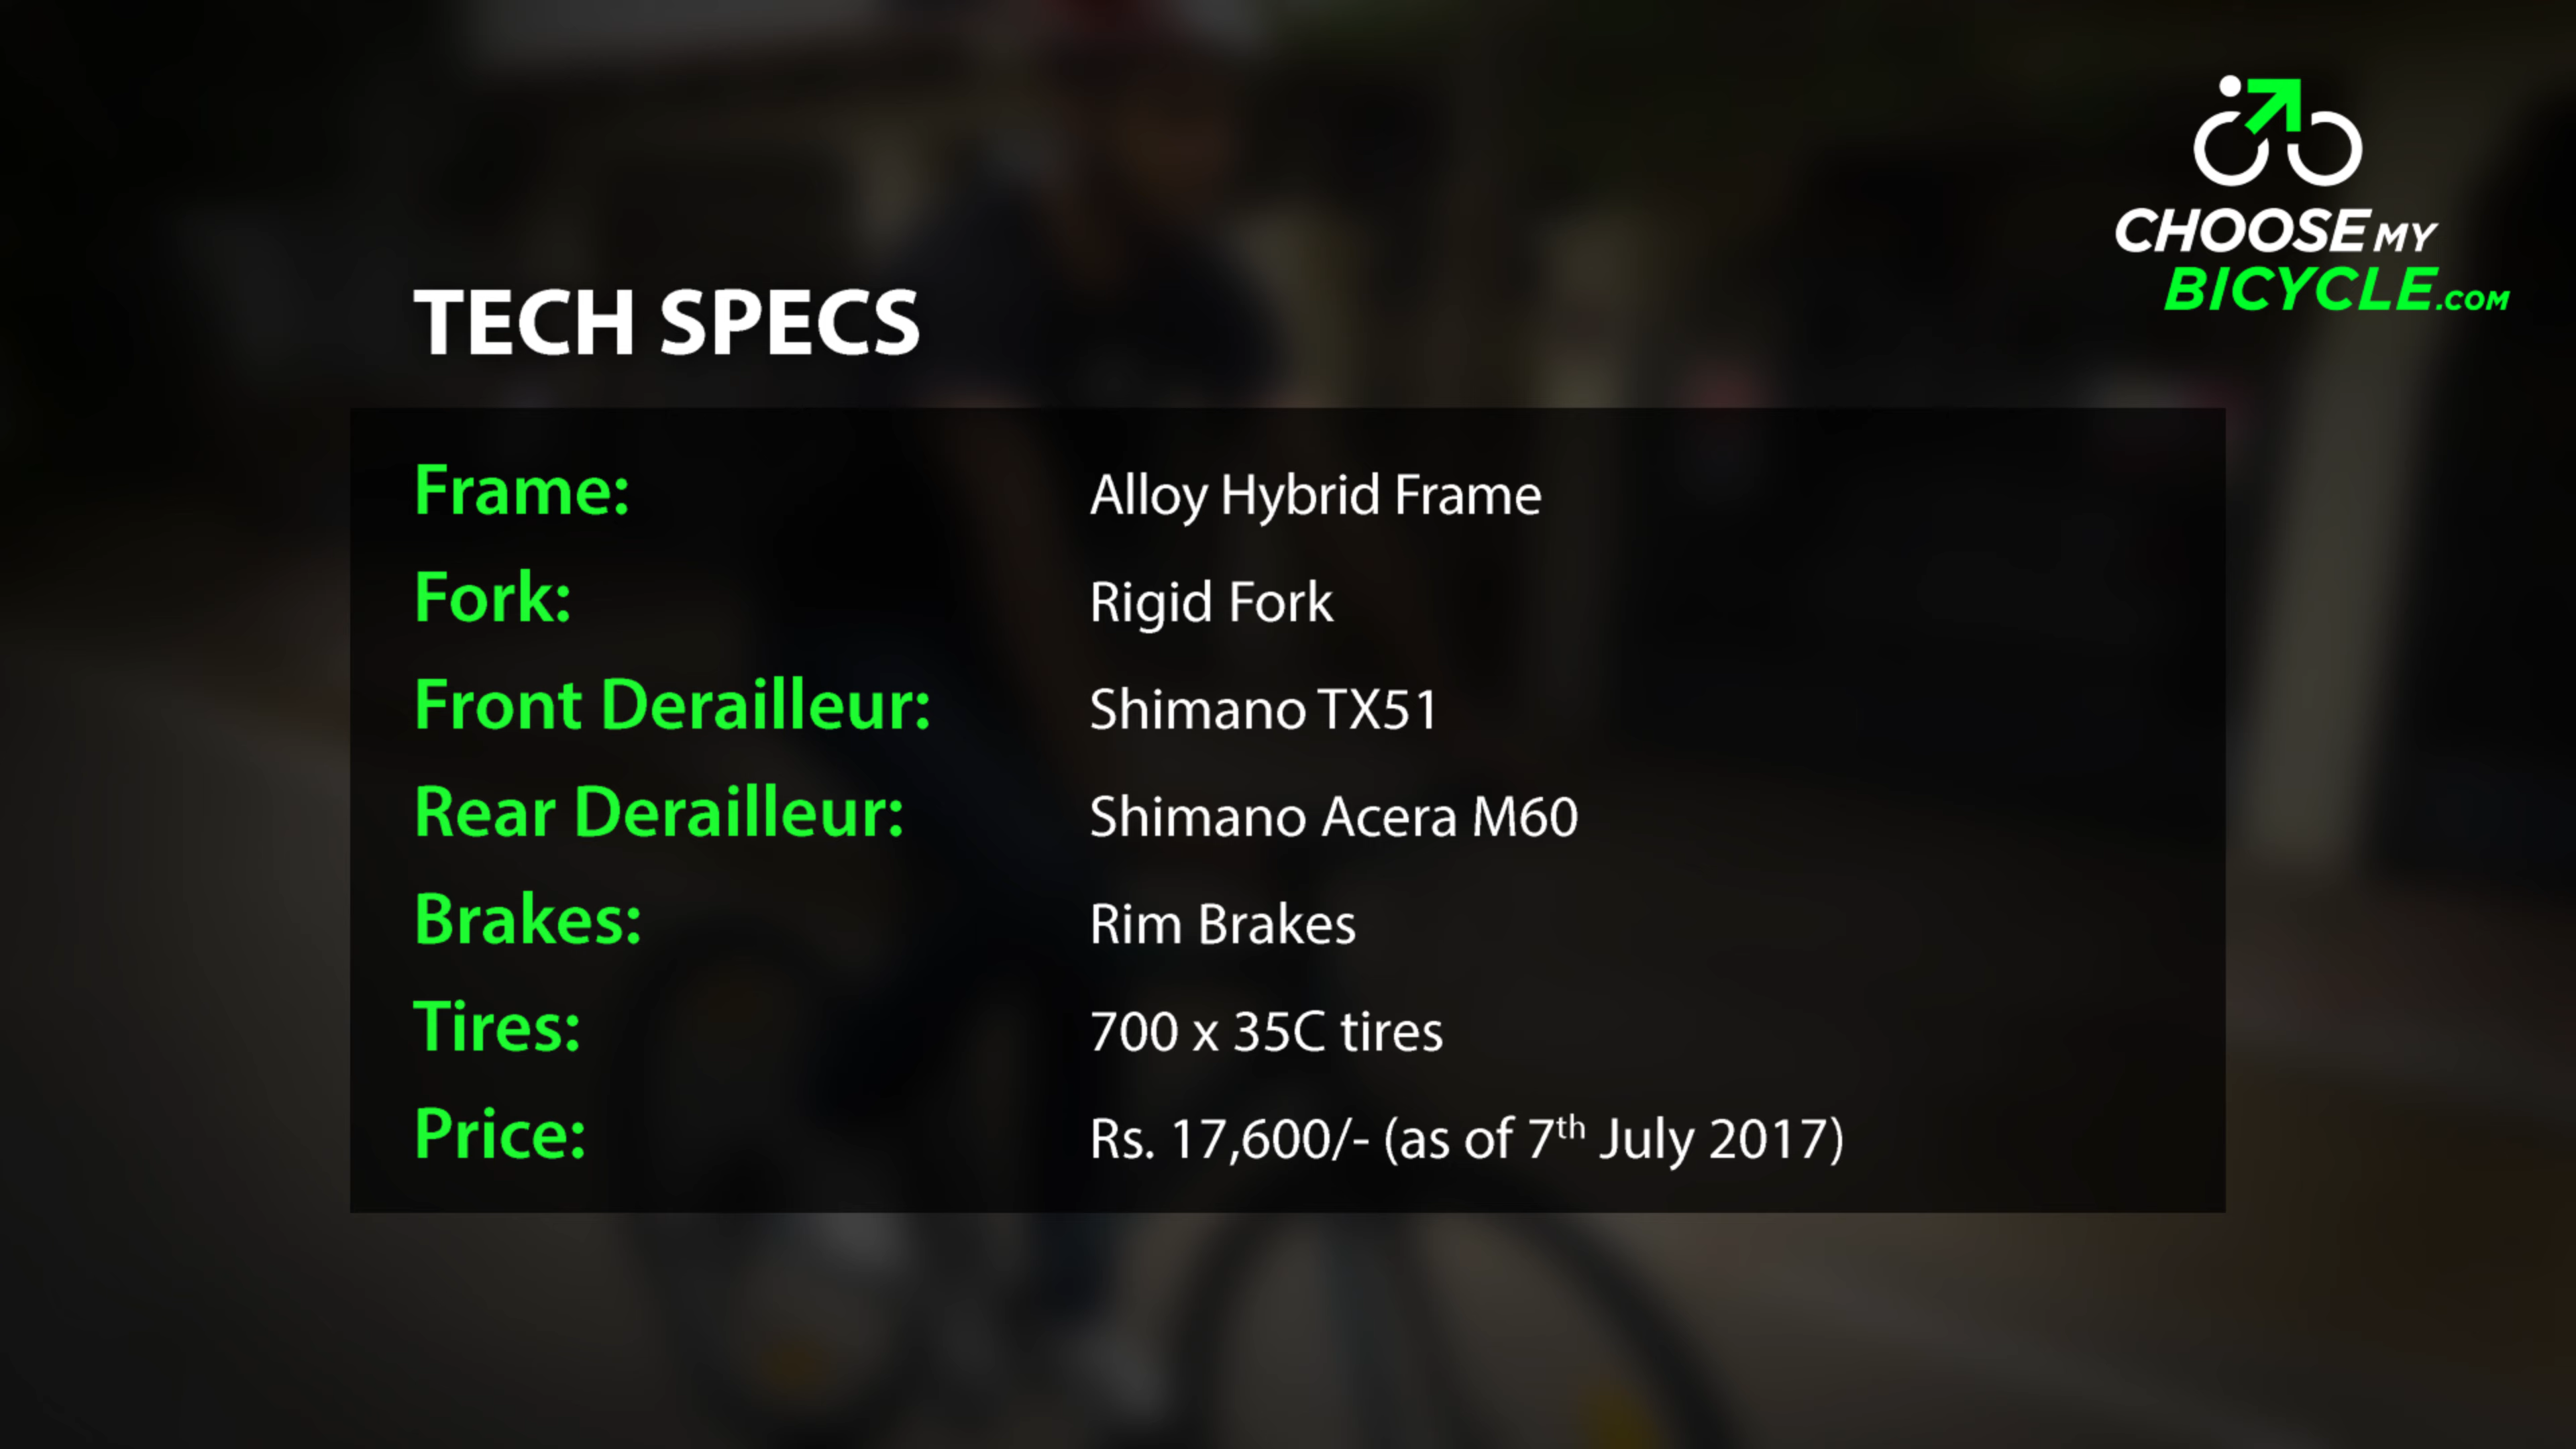 CHOOSE MY
BICYCLE.COM
TECH SPECS
Frame: Alloy Hybrid Frame
Fork: Rigid Fork
Front Derailleur: Shimano TX51
Rear Derailleur: Shimano Acera M60
Brakes: Rim Brakes
Tires: 700 x 35C tires
Price: Rs. 17,600/- (as of 7th July 2017)